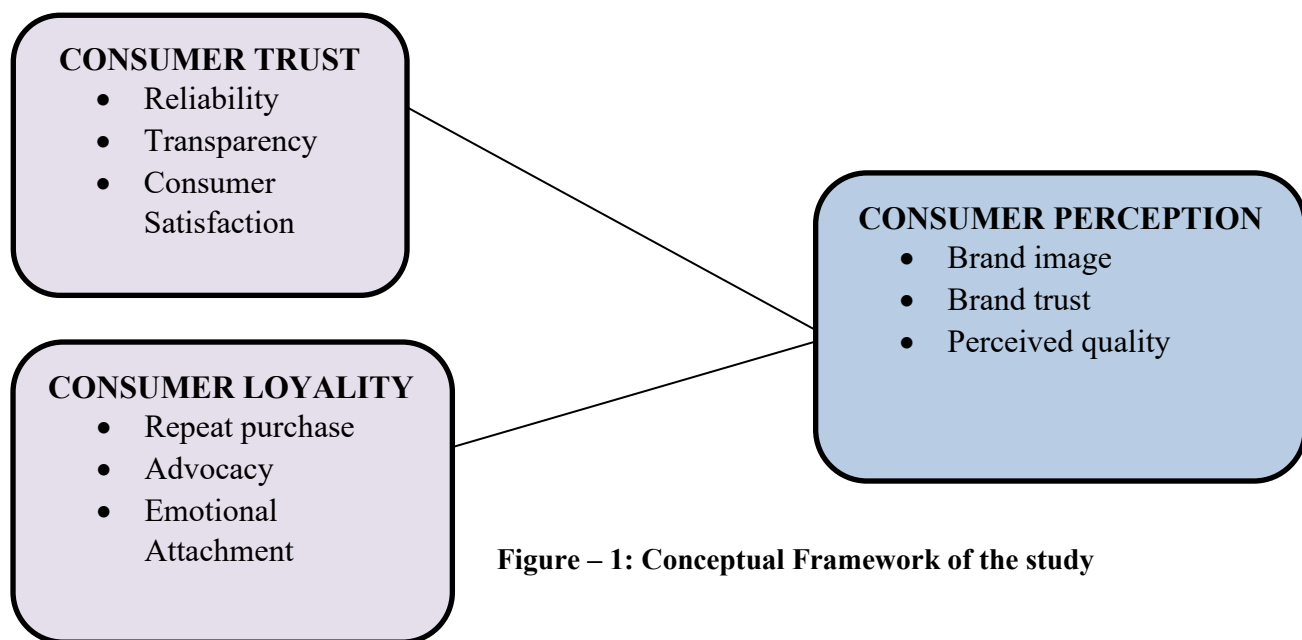 CONSUMER TRUST
• Reliability
• Transparency
• Consumer
Satisfaction
CONSUMER LOYALITY
• Repeat purchase
• Advocacy
• Emotional
Attachment
CONSUMER PERCEPTION
• Brand image
• Brand trust
• Perceived quality
Figure – 1: Conceptual Framework of the study